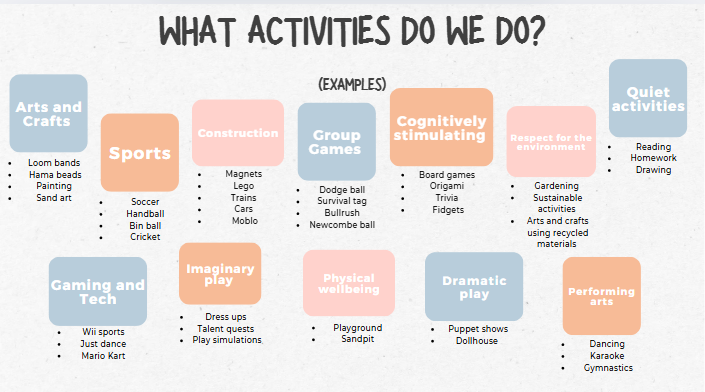 WHAT ACTIVITIES DO WE DO?
(EXAMPLES)
Arts and
Crafts
Loom bands
Hama beads
Painting
Sand art
Sports
Soccer
Handball
Bin ball
Cricket
Construction
Magnets
Lego
Trains
Cars
Moblo
Group
Games
Dodge ball
Survival tag
Bullrush
Newcombe ball
Cognitively
stimulating
Board games
Origami
Trivia
Fidgets
Respect for the
environment
Gardening
Sustainable
activities
Arts and crafts
using recycled
materials
Quiet
activities
Reading
Homework
Drawing
Gaming and
Tech
Wii sports
Just dance
Mario Kart
Imaginary
play
Dress ups
Talent quests
Play simulations
Physical
wellbeing
Playground
Sandpit
Dramatic
play
Puppet shows
Dollhouse
Performing
arts
Dancing
Karaoke
Gymnastics